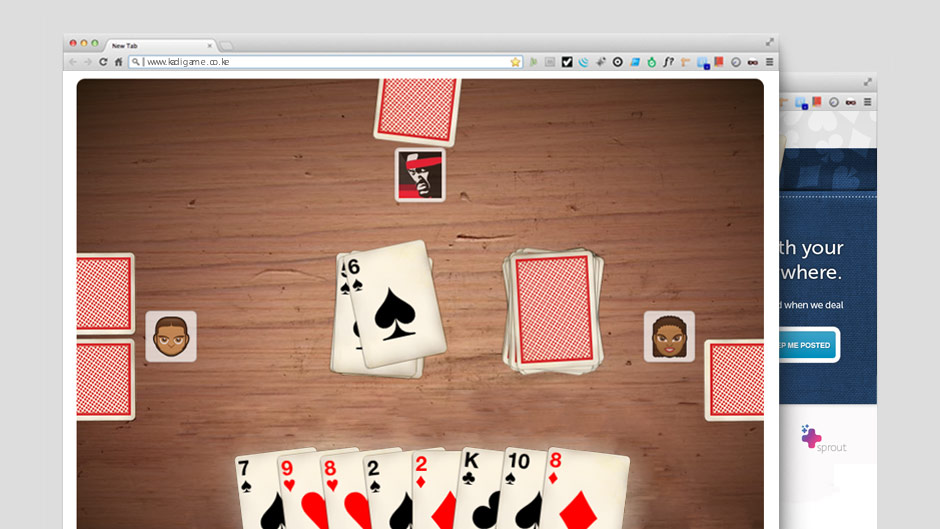 New Tab
www.kadigame.co.ke
f?
th your
where.
d when we deal
EP ME POSTED
sprout
6
7
9
8
2
2
K
10
8